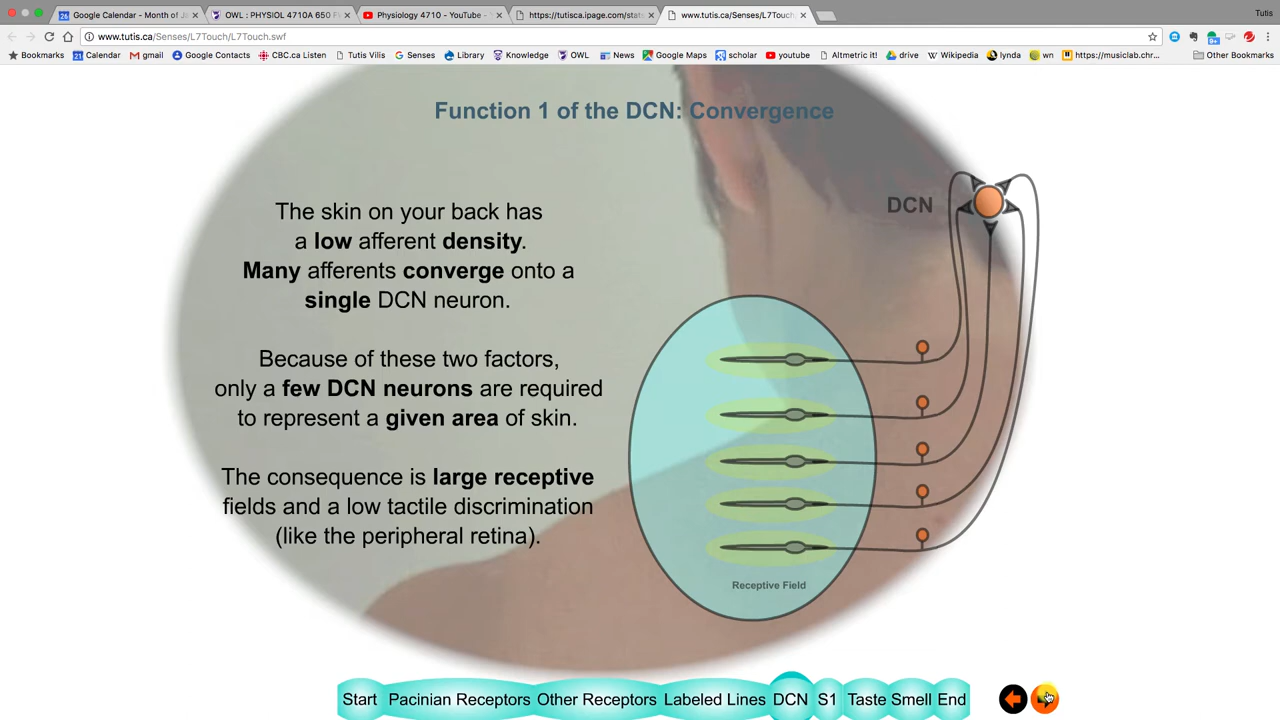 Google Calendar - Month of J
OWL : PHYSIOL 4710A 650 F
Physiology 4710 - YouTube -
https://tutisca.ipage.com/stats
www.tutis.ca/Senses/L7Touch/
Tutis
www.tutis.ca/Senses/L7Touch/L7Touch.swf
Bookmarks Calendar gmail Google Contacts CBC.ca Listen Tutis Vilis Senses Library Knowledge OWL News Google Maps scholar youtube Altmetric it! drive Wikipedia lynda wn https://musiclab.chr... Other Bookmarks
Function 1 of the DCN: Convergence
The skin on your back has
a low afferent density.
Many afferents converge onto a
single DCN neuron.
Because of these two factors,
only a few DCN neurons are required
to represent a given area of skin.
The consequence is large receptive
fields and a low tactile discrimination
(like the peripheral retina).
DCN
Receptive Field
Start Pacinian Receptors Other Receptors Labeled Lines DCN S1 Taste Smell End